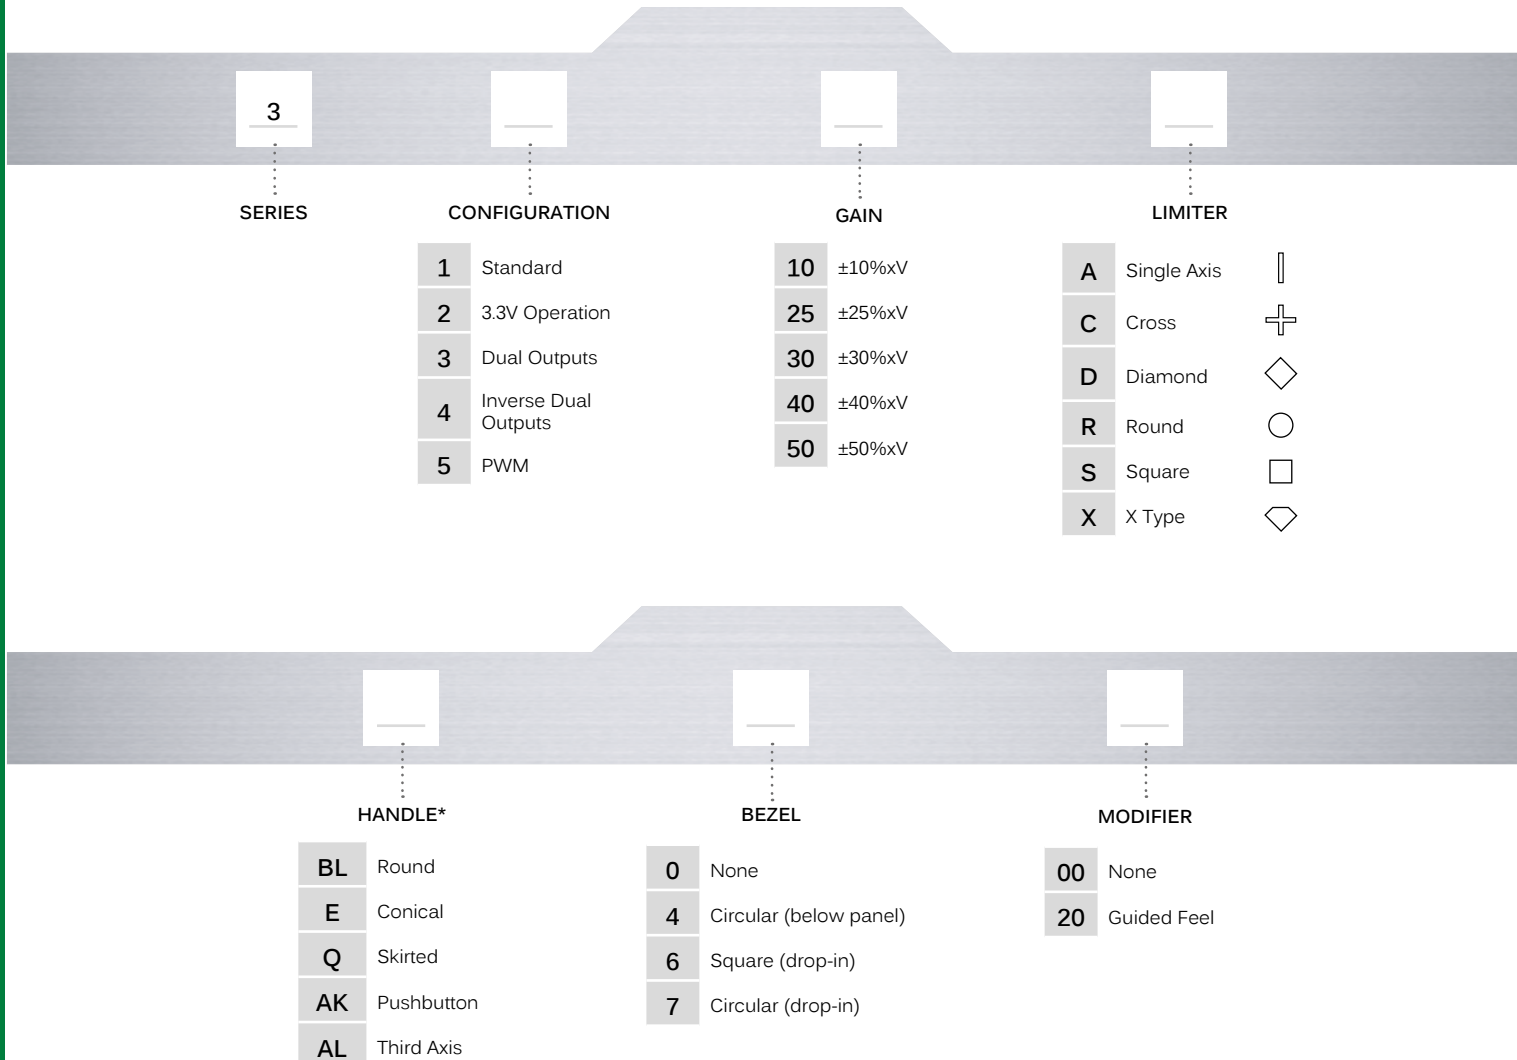 3
SERIES
CONFIGURATION
GAIN
LIMITER
1 Standard
2 3.3V Operation
3 Dual Outputs
4 Inverse Dual
Outputs
5 PWM
10 ±10%xV
25 ±25%xV
30 ±30%xV
40 ±40%xV
50 ±50%xV
A Single Axis
C Cross
D Diamond
R Round
S Square
X X Type
HANDLE*
BEZEL
MODIFIER
BL Round
E Conical
Q Skirted
AK Pushbutton
AL Third Axis
0 None
4 Circular (below panel)
6 Square (drop-in)
7 Circular (drop-in)
00 None
20 Guided Feel